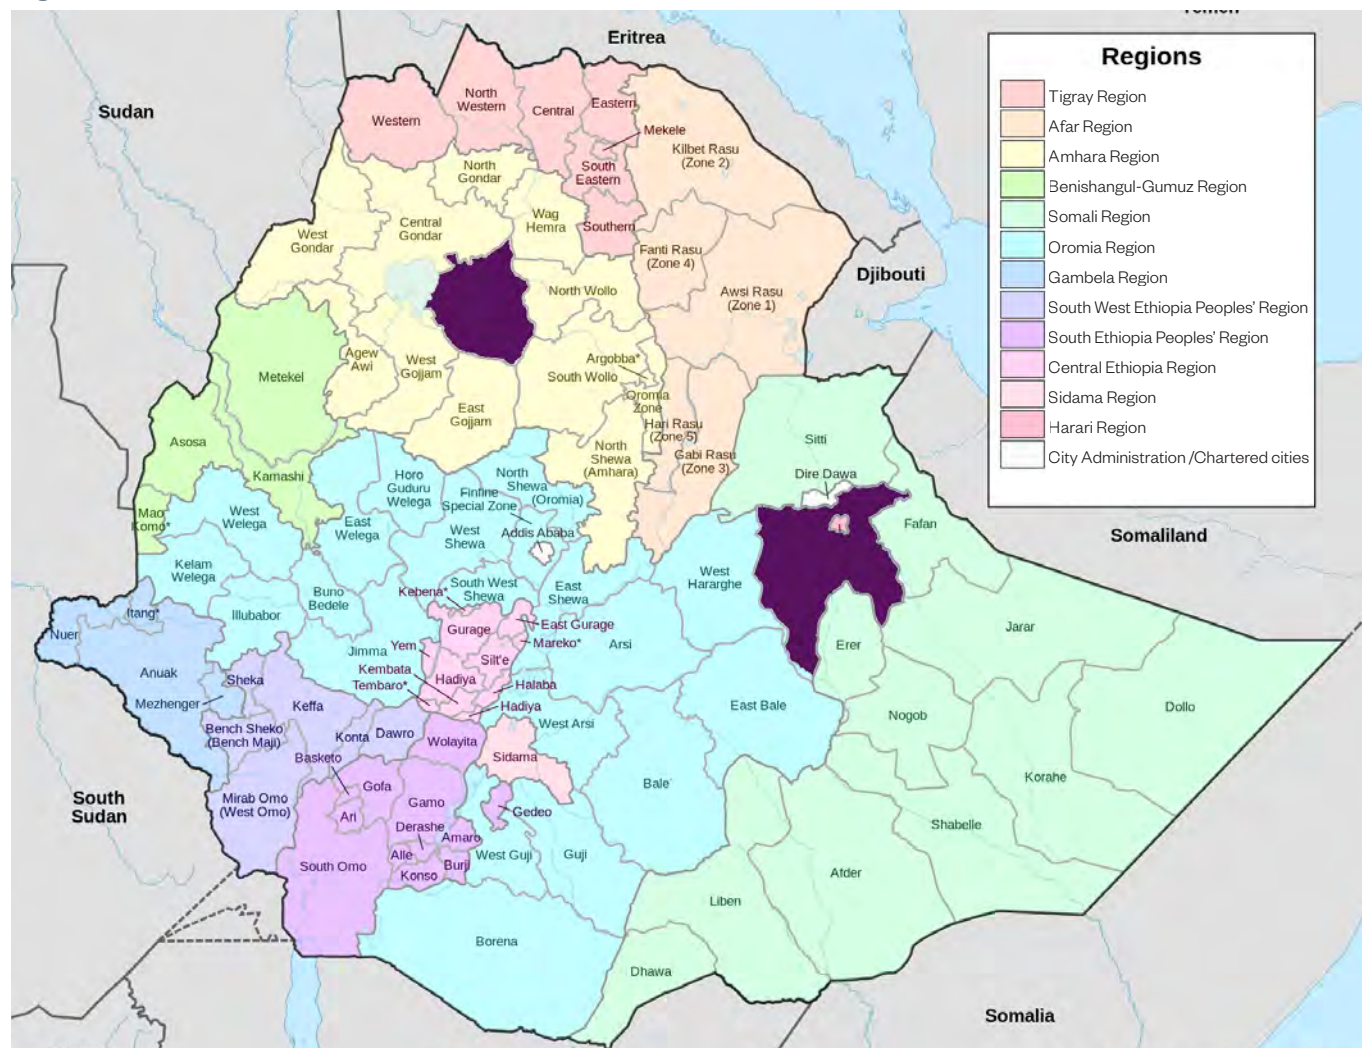 Eritrea
Sudan
Djibouti
Somaliland
South
Sudan
Somalia
Regions
Tigray Region
Afar Region
Amhara Region
Benishangul-Gumuz Region
Somali Region
Oromia Region
Gambela Region
South West Ethiopia Peoples' Region
South Ethiopia Peoples' Region
Central Ethiopia Region
Sidama Region
Harari Region
City Administration /Chartered cities
Western
North
Western
Central
Eastern
Mekele
South
Eastern
Southern
Kilbet Rasu
(Zone 2)
Fanti Rasu
(Zone 4)
Awsi Rasu
(Zone 1)
Hari Rasu
(Zone 5)
Gabi Rasu
(Zone 3)
North
Gondar
Central
Gondar
West
Gondar
Wag
Hemra
North Wollo
Argobba*
South Wollo
Oromia
Zone
Agew
Awi
West
Gojjam
East
Gojjam
North
Shewa
(Amhara)
Metekel
Asosa
Kamashi
Mao
Komo*
Sitti
Dire Dawa
Fafan
Jarar
Erer
Nogob
Dollo
Korahe
Shabelle
Afder
Liben
Dhawa
Horo
Guduru
Welega
North
Shewa
(Oromia)
Finfine
Special Zone
Addis Ababa
West
Welega
East
Welega
West
Shewa
Kelam
Welega
Buno
Bedele
Illubabor
South West
Shewa
East
Shewa
West
Hararghe
Jimma
Arsi
West Arsi
East Bale
Bale
Guji
West Guji
Borena
Kebena*
Gurage
East Gurage
Mareko*
Yem
Silt'e
Kembata
Hadiya
Tembaro*
Halaba
Hadiya
Itang*
Nuer
Anuak
Mezhenger
Sheka
Keffa
Bench Sheko
(Bench Maji)
Konta
Dawro
Mirab Omo
(West Omo)
Wolayita
Sidama
Basketo
Gofa
Gamo
Ari
Gedeo
Derashe
Amaro
Alle
Burji
Konso
South Omo